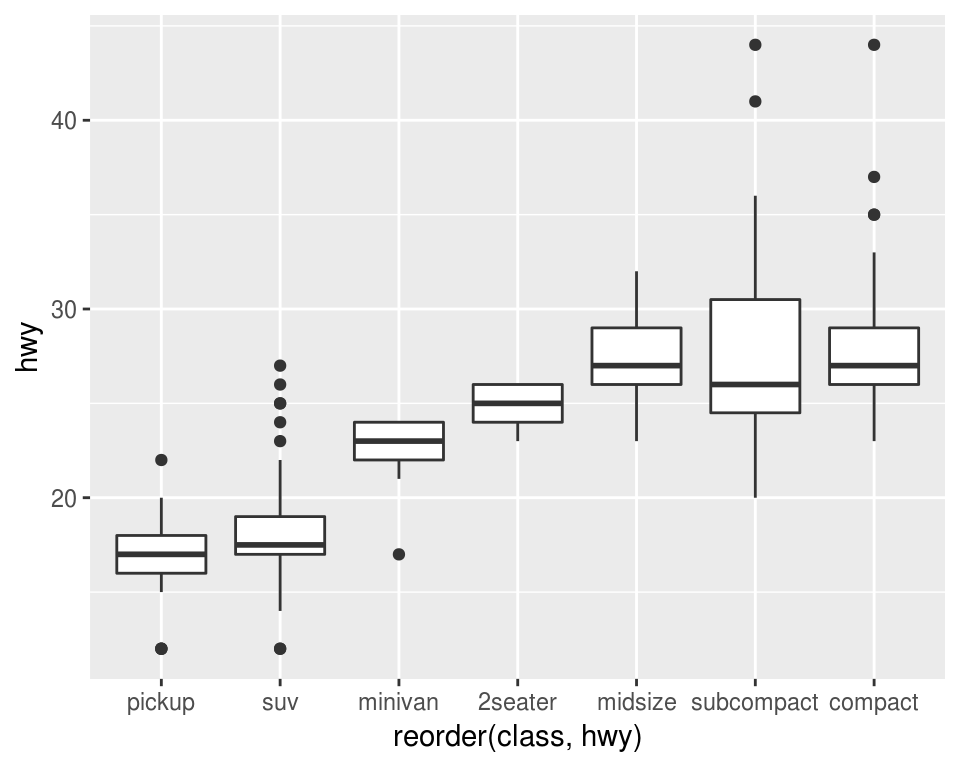 hwy
40
30
20
pickup suv minivan 2seater midsize subcompact compact
reorder(class, hwy)